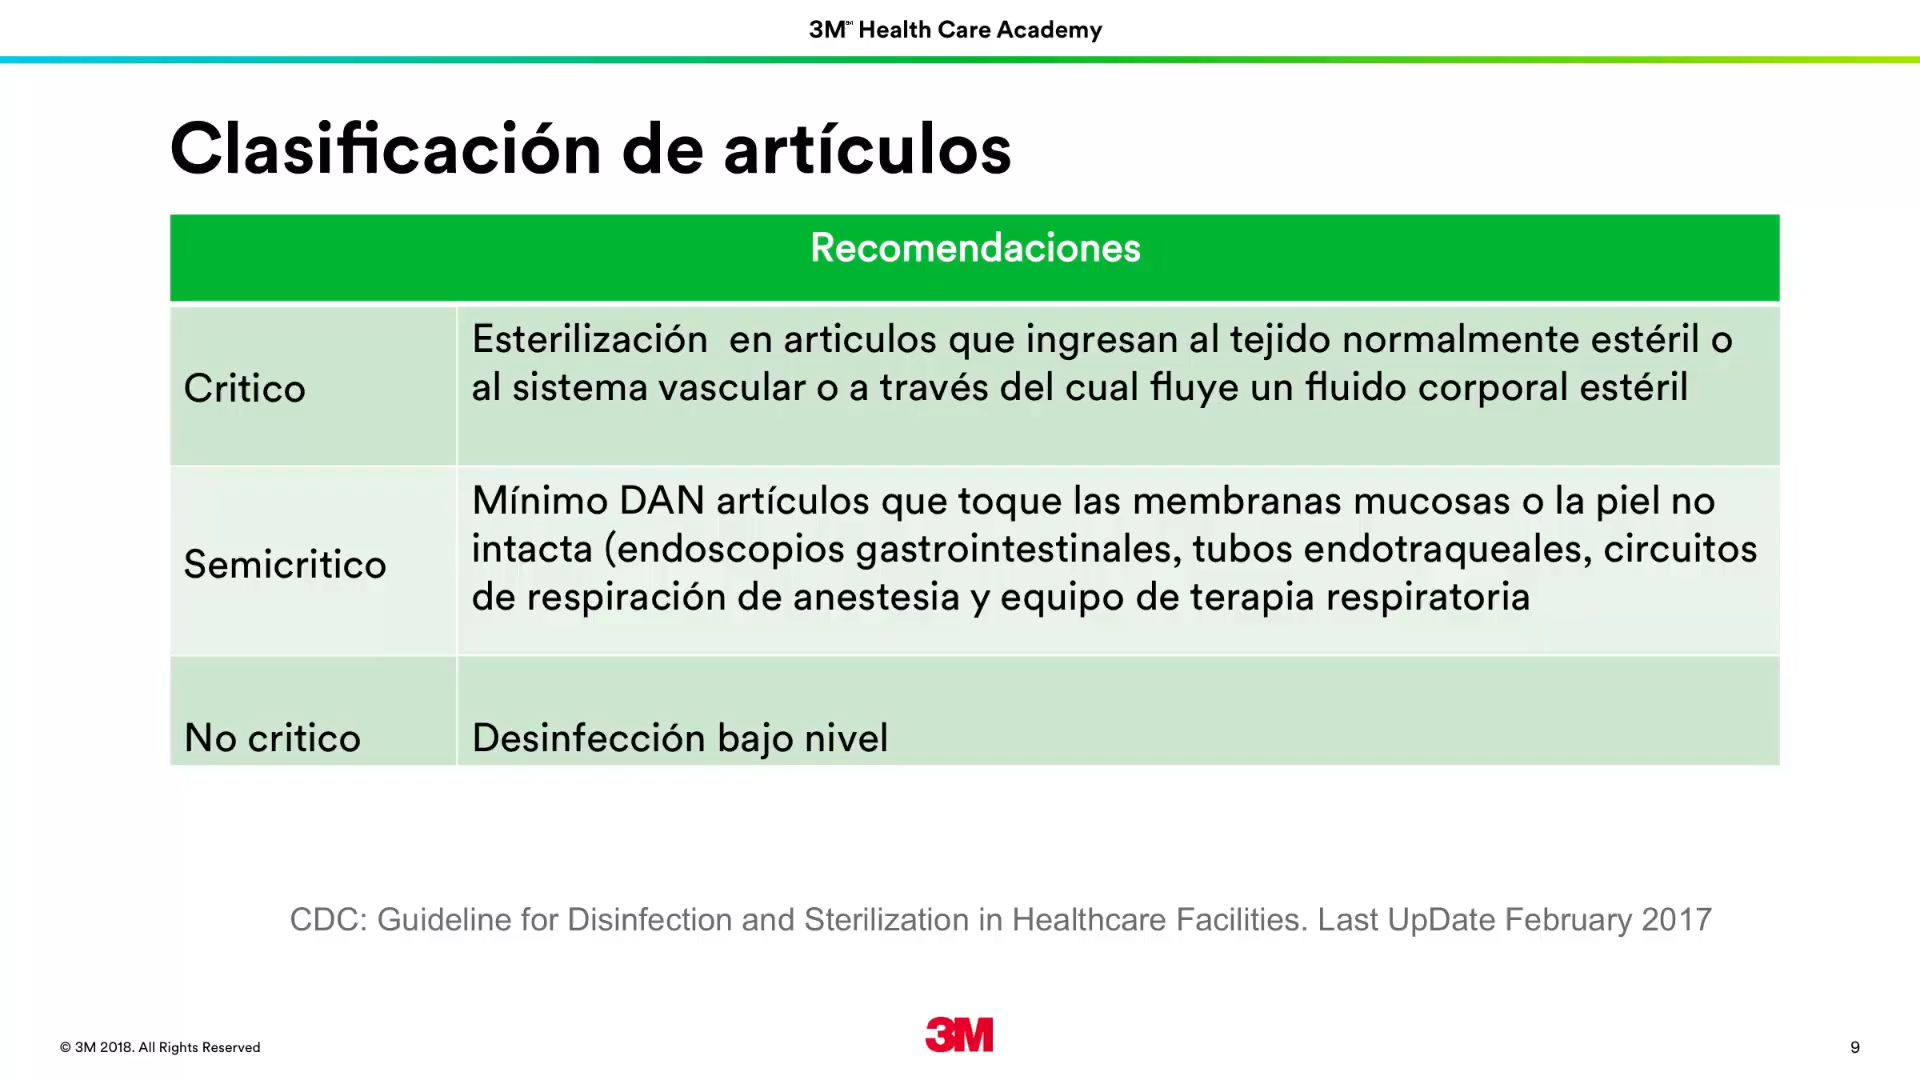 3M℠ Health Care Academy
Clasificación de artículos
Recomendaciones
Critico
Esterilización  en articulos que ingresan al tejido normalmente estéril o
al sistema vascular o a través del cual fluye un fluido corporal estéril
Semicritico
Mínimo DAN artículos que toque las membranas mucosas o la piel no
intacta (endoscopios gastrointestinales, tubos endotraqueales, circuitos
de respiración de anestesia y equipo de terapia respiratoria
No critico
Desinfección bajo nivel
CDC: Guideline for Disinfection and Sterilization in Healthcare Facilities. Last UpDate February 2017
© 3M 2018. All Rights Reserved
3M
9